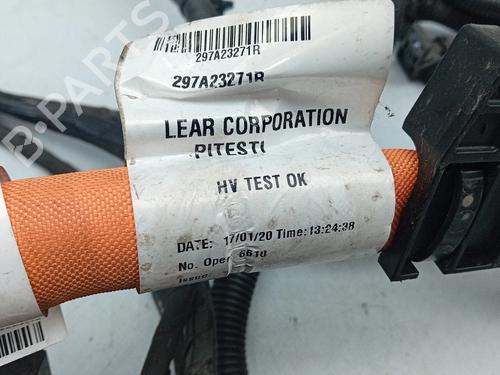 297A23271R
297A23271R
LEAR CORPORATION
PITESTI
HV TEST OK
DATE: 17/01/20 Time:13:24:38
No. Oper 6610
Issue